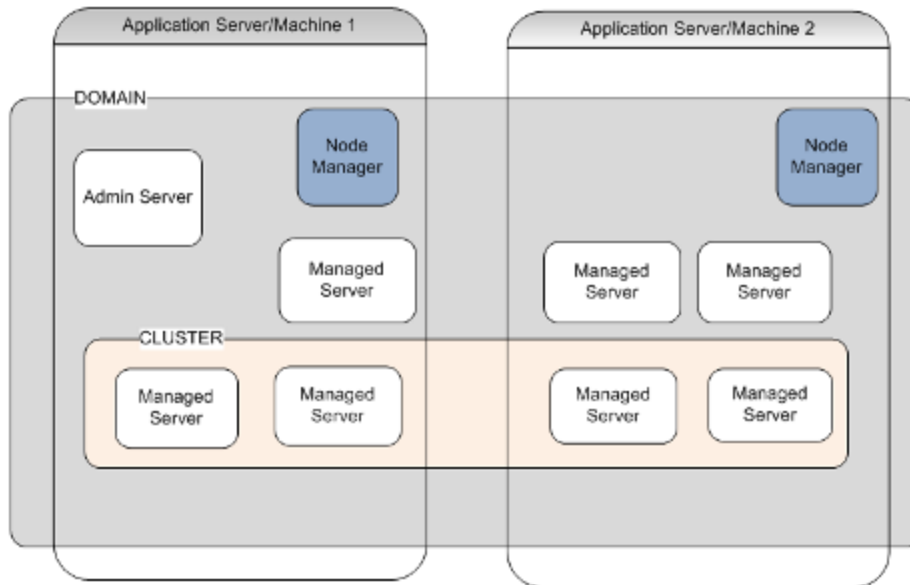 Application Server/Machine 1
Application Server/Machine 2
DOMAIN
Node
Manager
Node
Manager
Admin Server
Managed
Server
Managed
Server
Managed
Server
CLUSTER
Managed
Server
Managed
Server
Managed
Server
Managed
Server